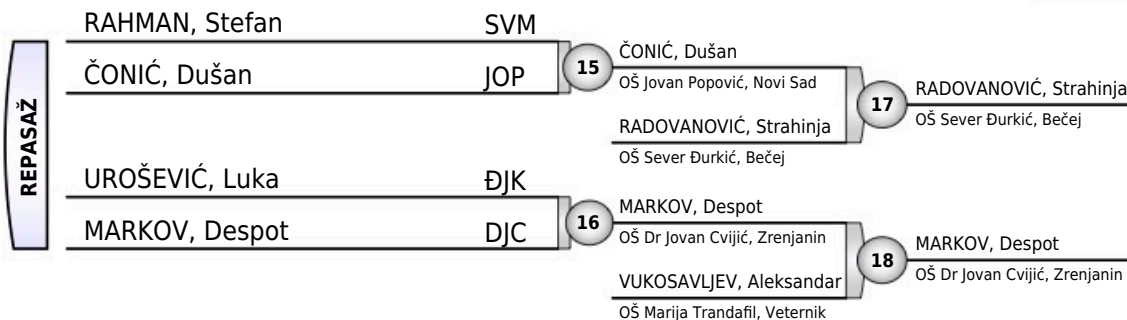 REPASAŽ
RAHMAN, Stefan SVM
ČONIĆ, Dušan JOP
15
ČONIĆ, Dušan
OŠ Jovan Popović, Novi Sad
RADOVANOVIĆ, Strahinja
OŠ Sever Đurkić, Bečej
17
RADOVANOVIĆ, Strahinja
OŠ Sever Đurkić, Bečej
UROŠEVIĆ, Luka ĐJK
MARKOV, Despot DJC
16
MARKOV, Despot
OŠ Dr Jovan Cvijić, Zrenjanin
VUKOSAVLJEV, Aleksandar
OŠ Marija Trandafil, Veternik
18
MARKOV, Despot
OŠ Dr Jovan Cvijić, Zrenjanin